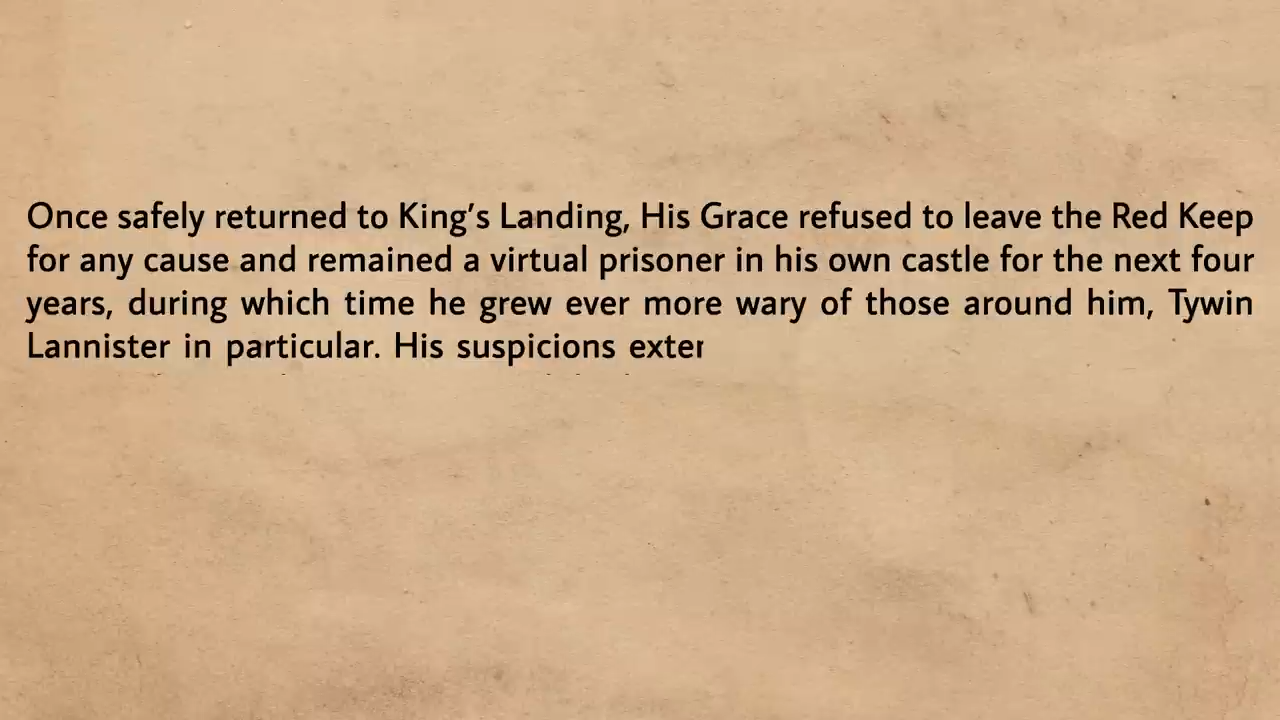 Once safely returned to King's Landing, His Grace refused to leave the Red Keep
for any cause and remained a virtual prisoner in his own castle for the next four
years, during which time he grew ever more wary of those around him, Tywin
Lannister in particular. His suspicions